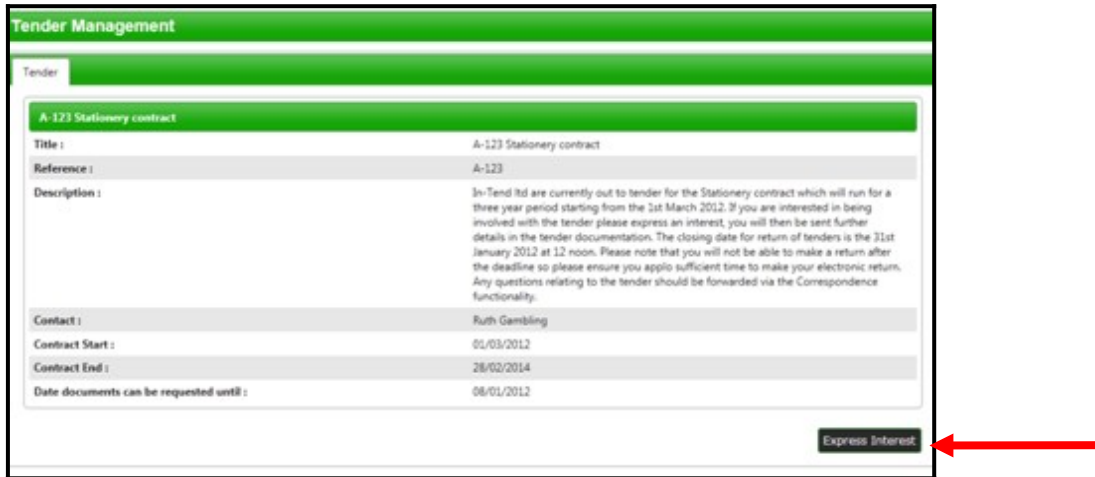 Tender Management
Tender
A-123 Stationery contract
Title : A-123 Stationery contract
Reference : A-123
Description : In-Tend ltd are currently out to tender for the Stationery contract which will run for a
three year period starting from the 1st March 2012. If you are interested in being
involved with the tender please express an interest, you will then be sent further
details in the tender documentation. The closing date for return of tenders is the 31st
January 2012 at 12 noon. Please note that you will not be able to make a return after
the deadline so please ensure you applo sufficient time to make your electronic return.
Any questions relating to the tender should be forwarded via the Correspondence
functionality.
Contact : Ruth Gambling
Contract Start : 01/03/2012
Contract End : 28/02/2014
Date documents can be requested until : 08/01/2012
Express Interest